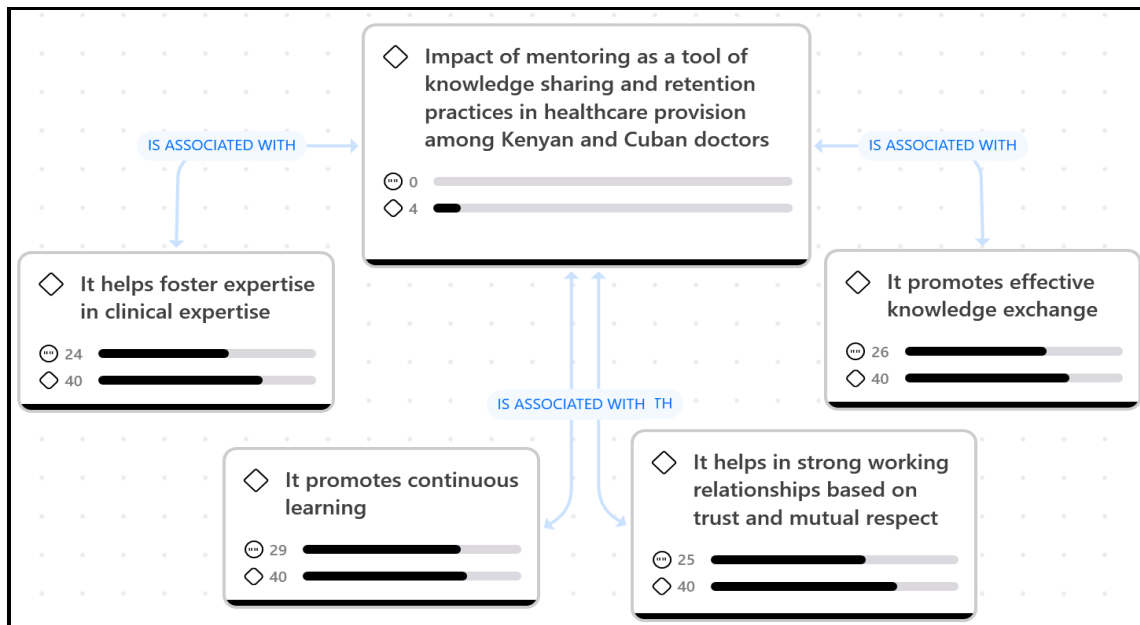 Impact of mentoring as a tool of
knowledge sharing and retention
practices in healthcare provision
among Kenyan and Cuban doctors
0
4
IS ASSOCIATED WITH
IS ASSOCIATED WITH
It helps foster expertise
in clinical expertise
24
40
It promotes effective
knowledge exchange
26
40
IS ASSOCIATED WITH TH
It promotes continuous
learning
29
40
It helps in strong working
relationships based on
trust and mutual respect
25
40